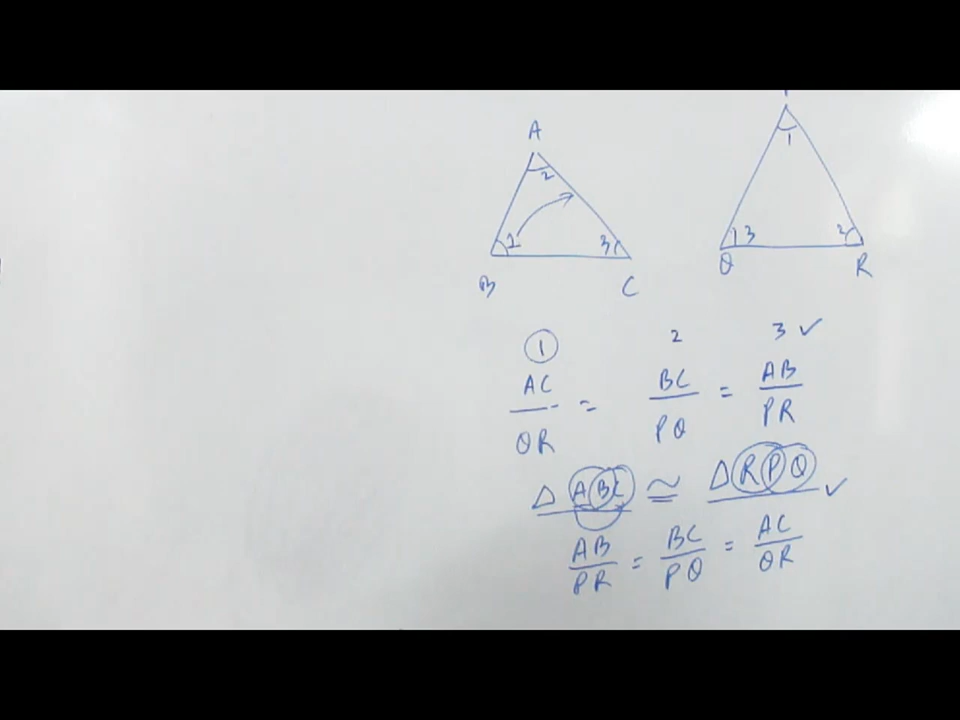 A
2
1
1 3
3 2
B C
Q R
1 2 3 ✓
AC/QR = BC/PQ = AB/PR
△ ABC ≅ △ RPQ ✓
AB/PR = BC/PQ = AC/QR